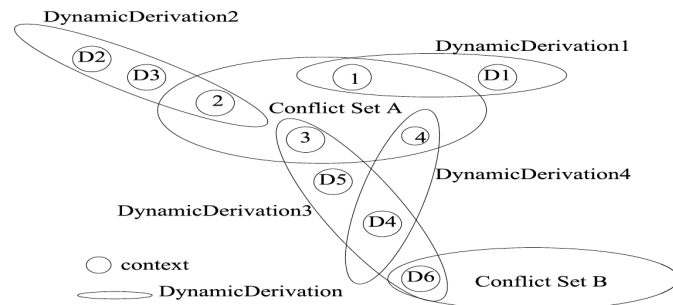 DynamicDerivation2
DynamicDerivation1
D2
D3
1
D1
2
Conflict Set A
3
4
D5
DynamicDerivation4
DynamicDerivation3
D4
D6
context
Conflict Set B
DynamicDerivation